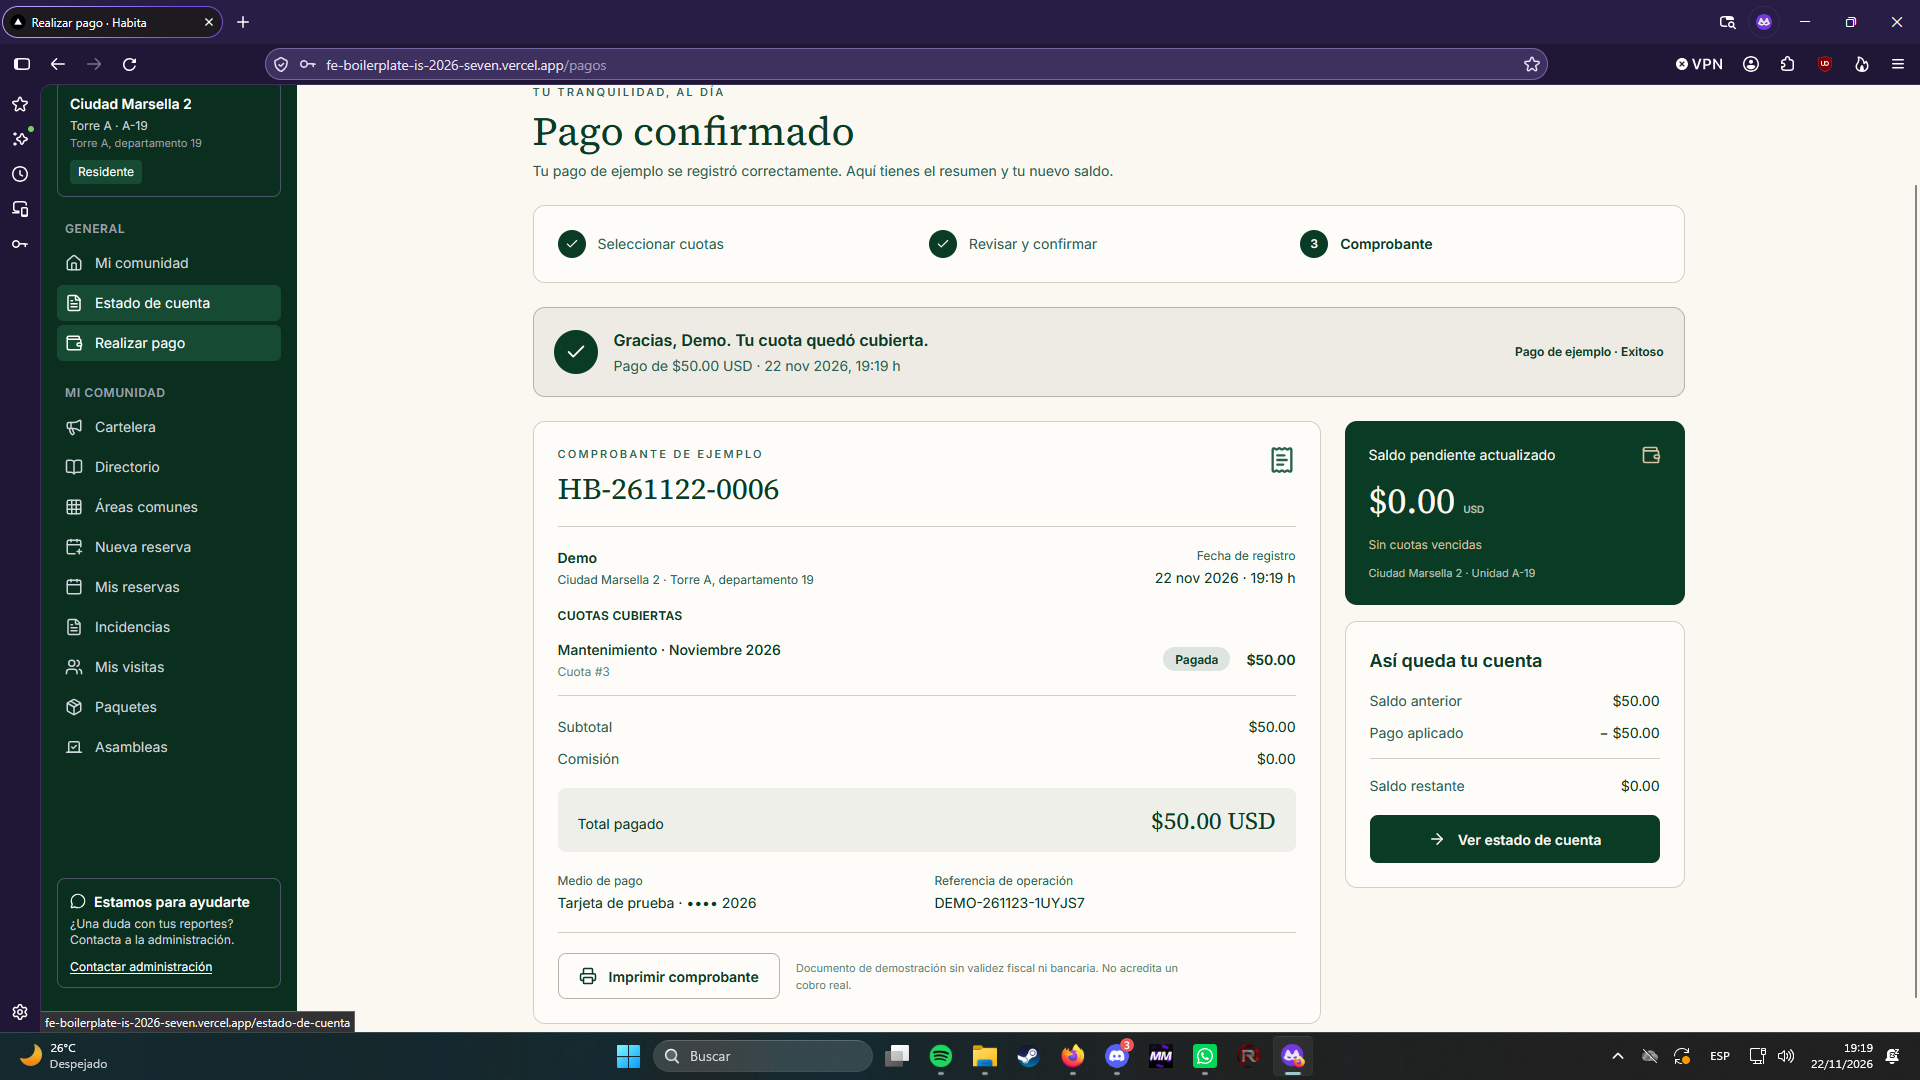 Realizar pago · Habita
fe-boilerplate-is-2026-seven.vercel.app/pagos
VPN
Ciudad Marsella 2
Torre A · A-19
Torre A, departamento 19
Residente
GENERAL
Mi comunidad
Estado de cuenta
Realizar pago
MI COMUNIDAD
Cartelera
Directorio
Áreas comunes
Nueva reserva
Mis reservas
Incidencias
Mis visitas
Paquetes
Asambleas
Estamos para ayudarte
¿Una duda con tus reportes?
Contacta a la administración.
Contactar administración
fe-boilerplate-is-2026-seven.vercel.app/estado-de-cuenta
TU TRANQUILIDAD, AL DÍA
Pago confirmado
Tu pago de ejemplo se registró correctamente. Aquí tienes el resumen y tu nuevo saldo.
Seleccionar cuotas
Revisar y confirmar
3 Comprobante
Gracias, Demo. Tu cuota quedó cubierta.
Pago de $50.00 USD · 22 nov 2026, 19:19 h
Pago de ejemplo · Exitoso
COMPROBANTE DE EJEMPLO
HB-261122-0006
Demo
Ciudad Marsella 2 · Torre A, departamento 19
Fecha de registro
22 nov 2026 · 19:19 h
CUOTAS CUBIERTAS
Mantenimiento · Noviembre 2026
Cuota #3
Pagada $50.00
Subtotal $50.00
Comisión $0.00
Total pagado $50.00 USD
Medio de pago
Tarjeta de prueba · •••• 2026
Referencia de operación
DEMO-261123-1UYJS7
Imprimir comprobante
Documento de demostración sin validez fiscal ni bancaria. No acredita un
cobro real.
Saldo pendiente actualizado
$0.00 USD
Sin cuotas vencidas
Ciudad Marsella 2 · Unidad A-19
Así queda tu cuenta
Saldo anterior $50.00
Pago aplicado − $50.00
Saldo restante $0.00
Ver estado de cuenta
26°C
Despejado
Buscar
3
MM
ESP
19:19
22/11/2026